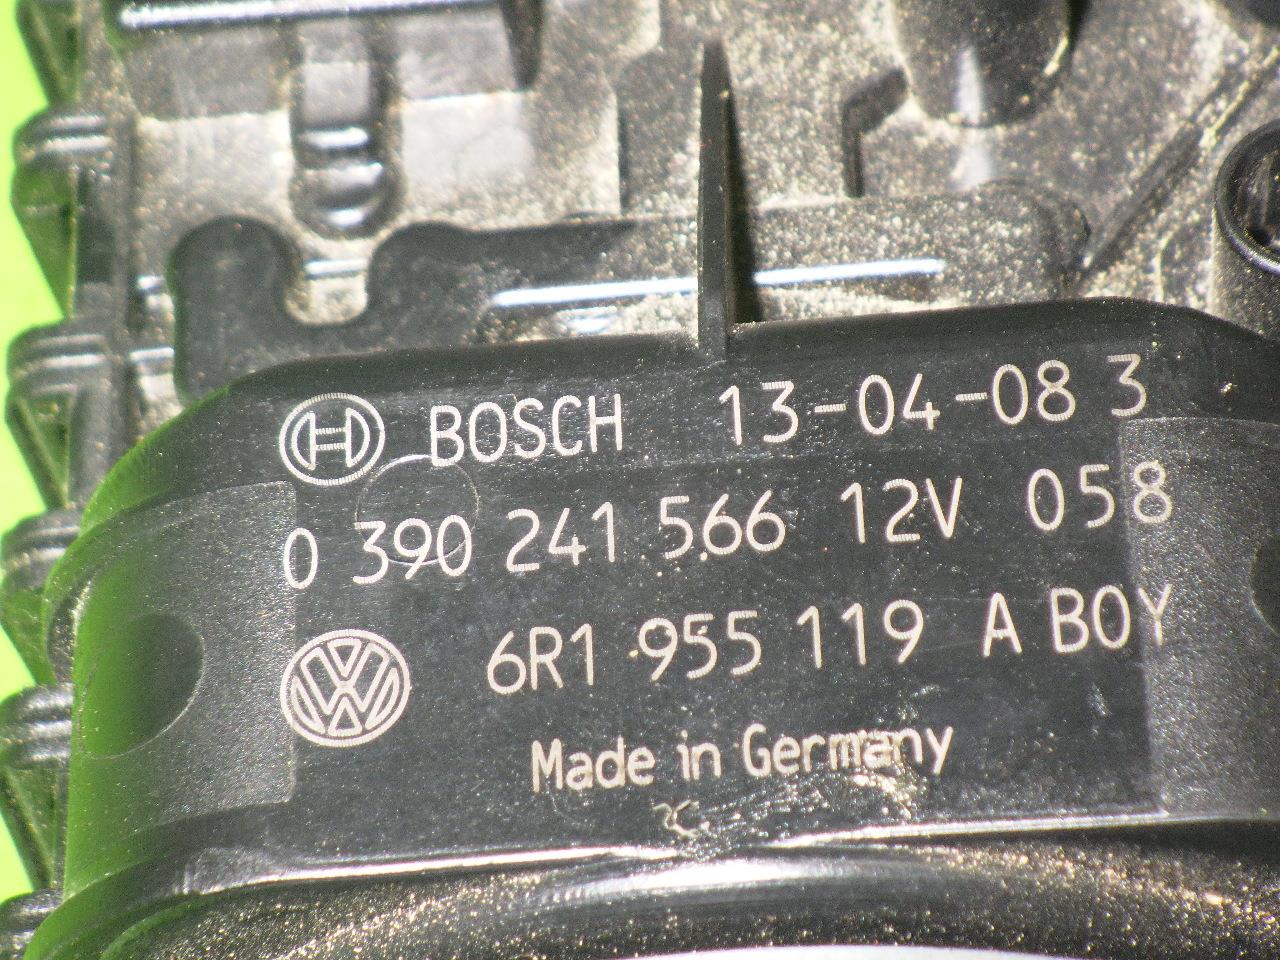 BOSCH 13-04-08 3
0 390 241 566 12V 058
6R1 955 119 A B0Y
Made in Germany